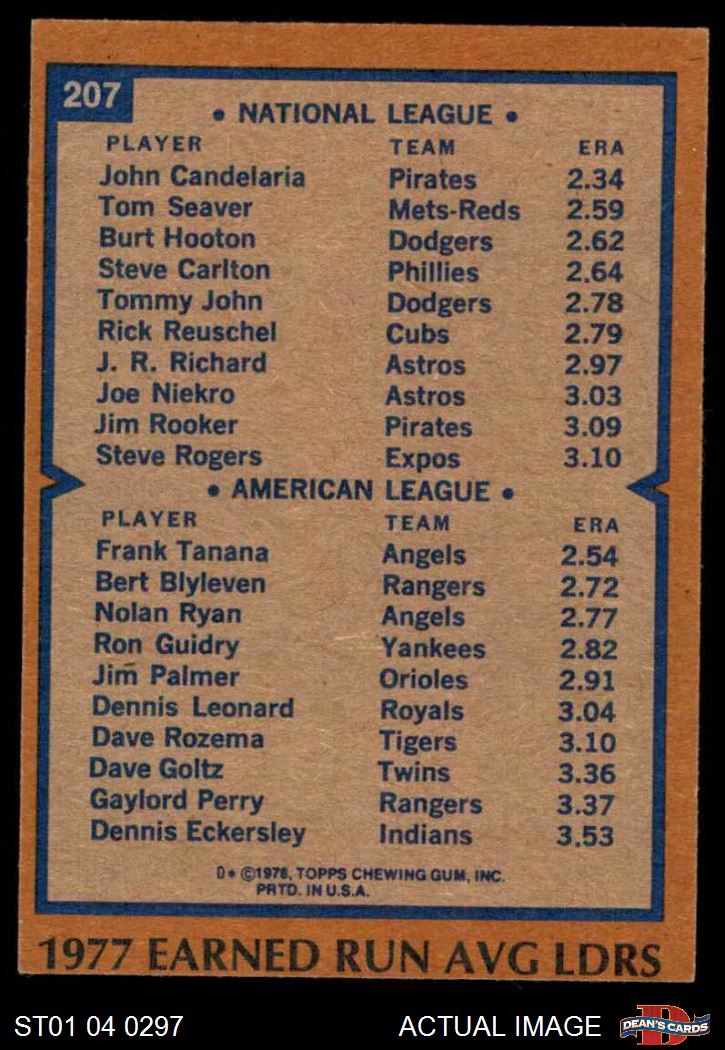 207
• NATIONAL LEAGUE •
PLAYER TEAM ERA
John Candelaria Pirates 2.34
Tom Seaver Mets-Reds 2.59
Burt Hooton Dodgers 2.62
Steve Carlton Phillies 2.64
Tommy John Dodgers 2.78
Rick Reuschel Cubs 2.79
J. R. Richard Astros 2.97
Joe Niekro Astros 3.03
Jim Rooker Pirates 3.09
Steve Rogers Expos 3.10
• AMERICAN LEAGUE •
PLAYER TEAM ERA
Frank Tanana Angels 2.54
Bert Blyleven Rangers 2.72
Nolan Ryan Angels 2.77
Ron Guidry Yankees 2.82
Jim Palmer Orioles 2.91
Dennis Leonard Royals 3.04
Dave Rozema Tigers 3.10
Dave Goltz Twins 3.36
Gaylord Perry Rangers 3.37
Dennis Eckersley Indians 3.53
D* ©1978, TOPPS CHEWING GUM, INC.
PRTD. IN U.S.A.
1977 EARNED RUN AVG LDRS
ST01 04 0297 ACTUAL IMAGE
D
DEAN'S CARDS